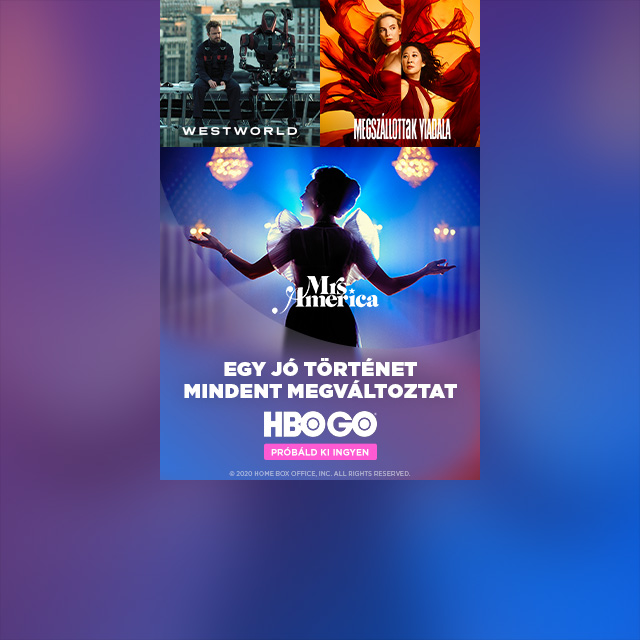 WESTWORLD
MEGSZÁLLOTTAK VIADALA
Mrs.
America
EGY JÓ TÖRTÉNET
MINDENT MEGVÁLTOZTAT
HBO GO
PRÓBÁLD KI INGYEN
© 2020 HOME BOX OFFICE, INC. ALL RIGHTS RESERVED.